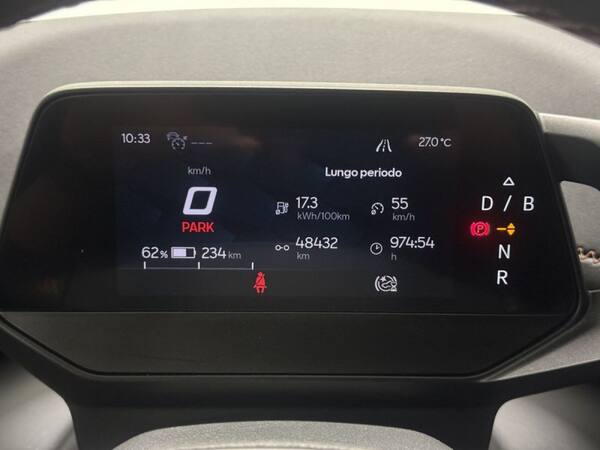 10:33 --- 27.0 °C
km/h Lungo periodo
0 17.3 55
kWh/100km km/h
PARK
62% 234 km 48432 974:54
km h
D / B
P
N
R